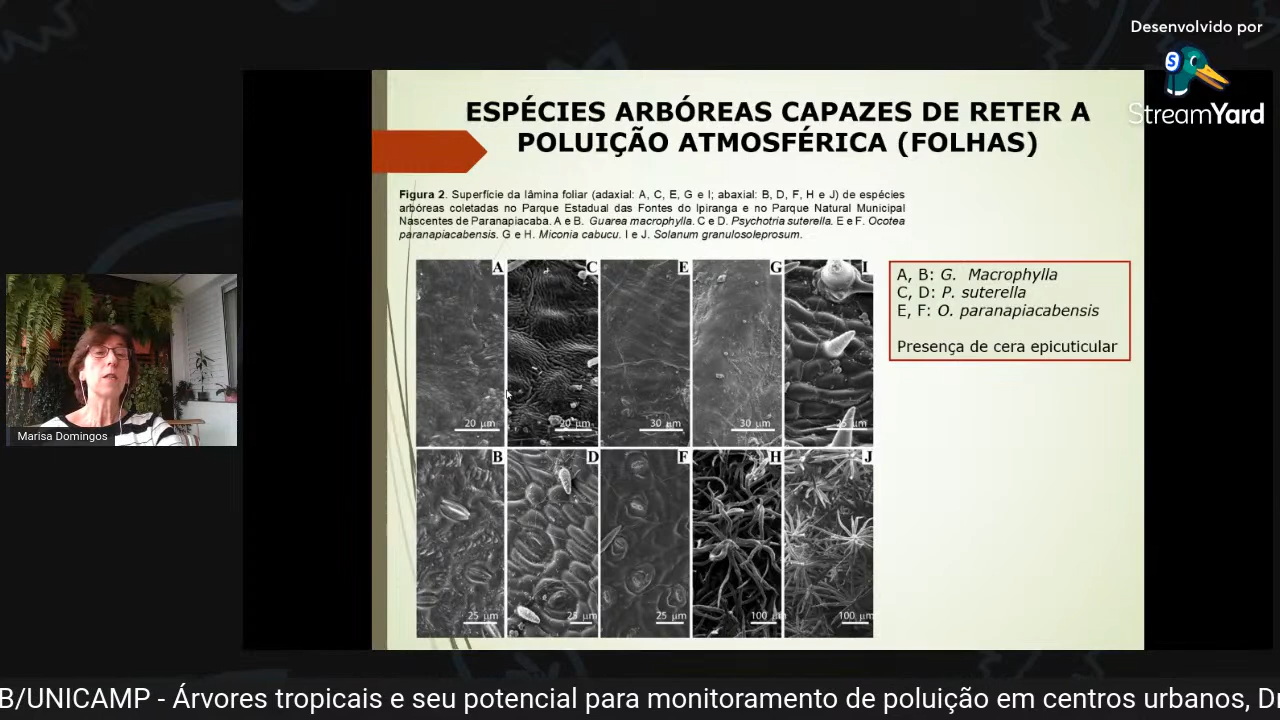 Desenvolvido por
StreamYard
ESPÉCIES ARBÓREAS CAPAZES DE RETER A
POLUIÇÃO ATMOSFÉRICA (FOLHAS)
Figura 2. Superfície da lâmina foliar (adaxial: A, C, E, G e I; abaxial: B, D, F, H e J) de espécies
arbóreas coletadas no Parque Estadual das Fontes do Ipiranga e no Parque Natural Municipal
Nascentes de Paranapiacaba. A e B. Guarea macrophylla. C e D. Psychotria suterella. E e F. Ocotea
paranapiacabensis. G e H. Miconia cabucu. I e J. Solanum granulosoleprosum.
A
C
E
G
I
20 µm
20 µm
30 µm
30 µm
25 µm
B
D
F
H
J
25 µm
25 µm
25 µm
100 µm
100 µm
A, B: G. Macrophylla
C, D: P. suterella
E, F: O. paranapiacabensis
Presença de cera epicuticular
Marisa Domingos
B/UNICAMP - Árvores tropicais e seu potencial para monitoramento de poluição em centros urbanos,